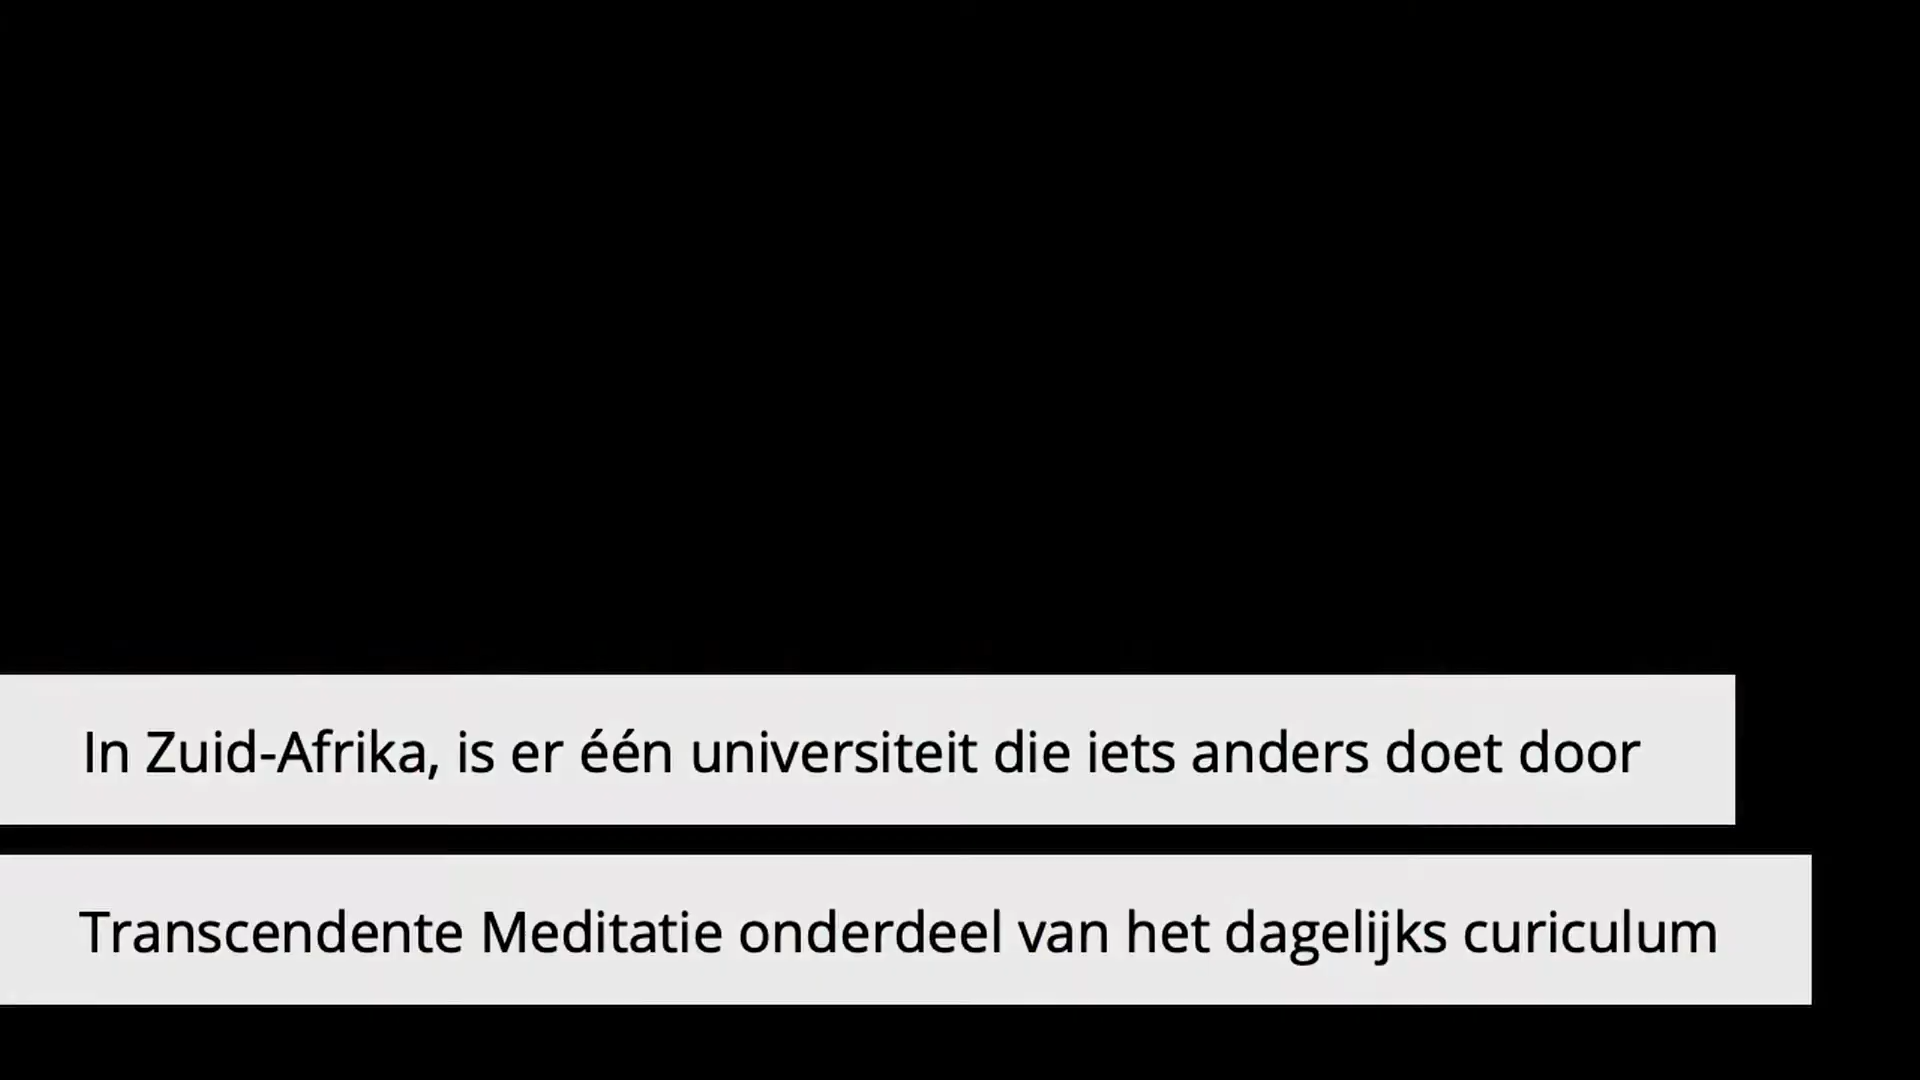 In Zuid-Afrika, is er één universiteit die iets anders doet door
Transcendente Meditatie onderdeel van het dagelijks curiculum